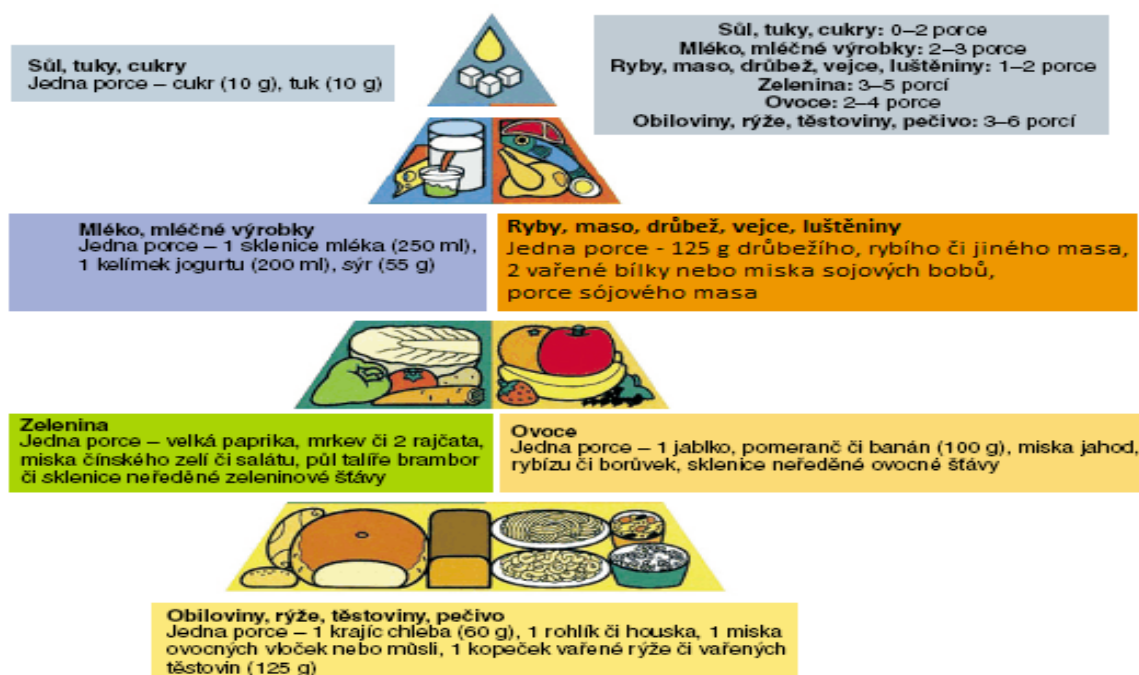 Sůl, tuky, cukry
Jedna porce – cukr (10 g), tuk (10 g)
Sůl, tuky, cukry: 0–2 porce
Mléko, mléčné výrobky: 2–3 porce
Ryby, maso, drůbež, vejce, luštěniny: 1–2 porce
Zelenina: 3–5 porcí
Ovoce: 2–4 porce
Obiloviny, rýže, těstoviny, pečivo: 3–6 porcí
Mléko, mléčné výrobky
Jedna porce – 1 sklenice mléka (250 ml),
1 kelímek jogurtu (200 ml), sýr (55 g)
Ryby, maso, drůbež, vejce, luštěniny
Jedna porce - 125 g drůbežího, rybího či jiného masa,
2 vařené bílky nebo miska sojových bobů,
porce sójového masa
Zelenina
Jedna porce – velká paprika, mrkev či 2 rajčata,
miska čínského zelí či salátu, půl talíře brambor
či sklenice neředěné zeleninové šťávy
Ovoce
Jedna porce – 1 jablko, pomeranč či banán (100 g), miska jahod,
rybízu či borůvek, sklenice neředěné ovocné šťávy
Obiloviny, rýže, těstoviny, pečivo
Jedna porce – 1 krajíc chleba (60 g), 1 rohlík či houska, 1 miska
ovocných vloček nebo műsli, 1 kopeček vařené rýže či vařených
těstovin (125 g)